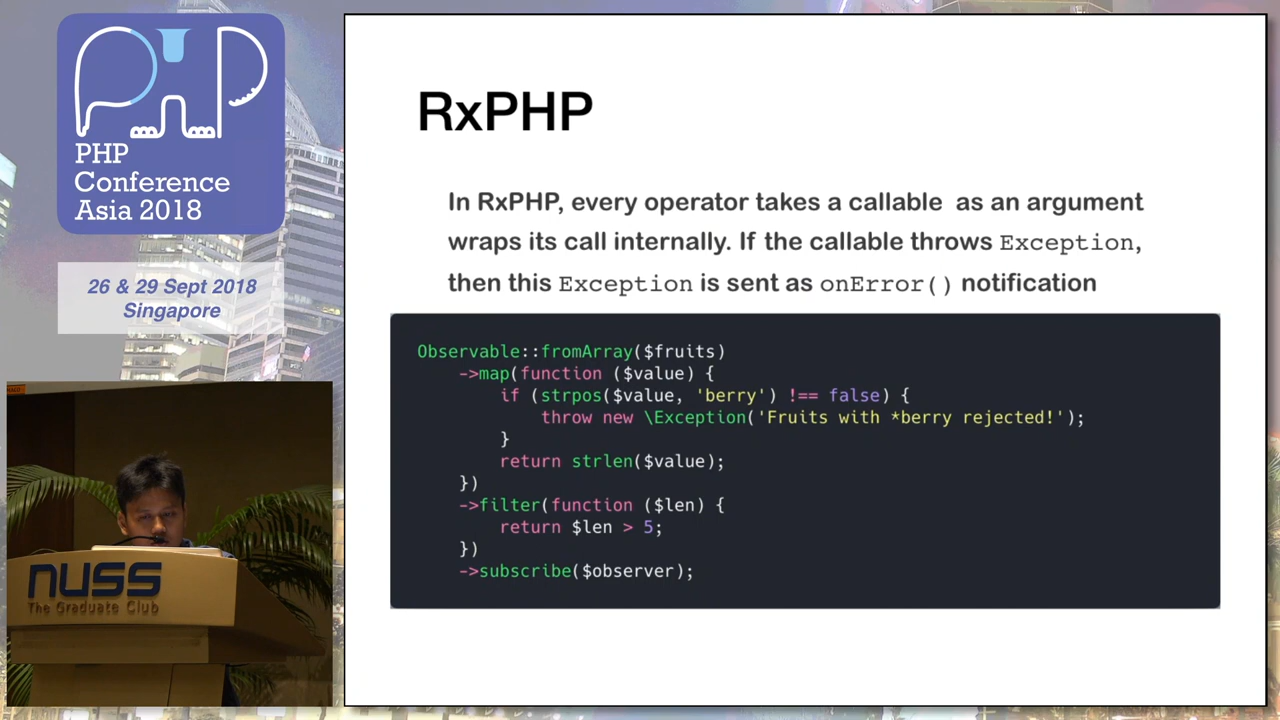 PHP
Conference
Asia 2018
26 & 29 Sept 2018
Singapore
NUSS
The Graduate Club
RxPHP
In RxPHP, every operator takes a callable  as an argument
wraps its call internally. If the callable throws Exception,
then this Exception is sent as onError() notification
Observable::fromArray($fruits)
    ->map(function ($value) {
        if (strpos($value, 'berry') !== false) {
            throw new \Exception('Fruits with *berry rejected!');
        }
        return strlen($value);
    })
    ->filter(function ($len) {
        return $len > 5;
    })
    ->subscribe($observer);